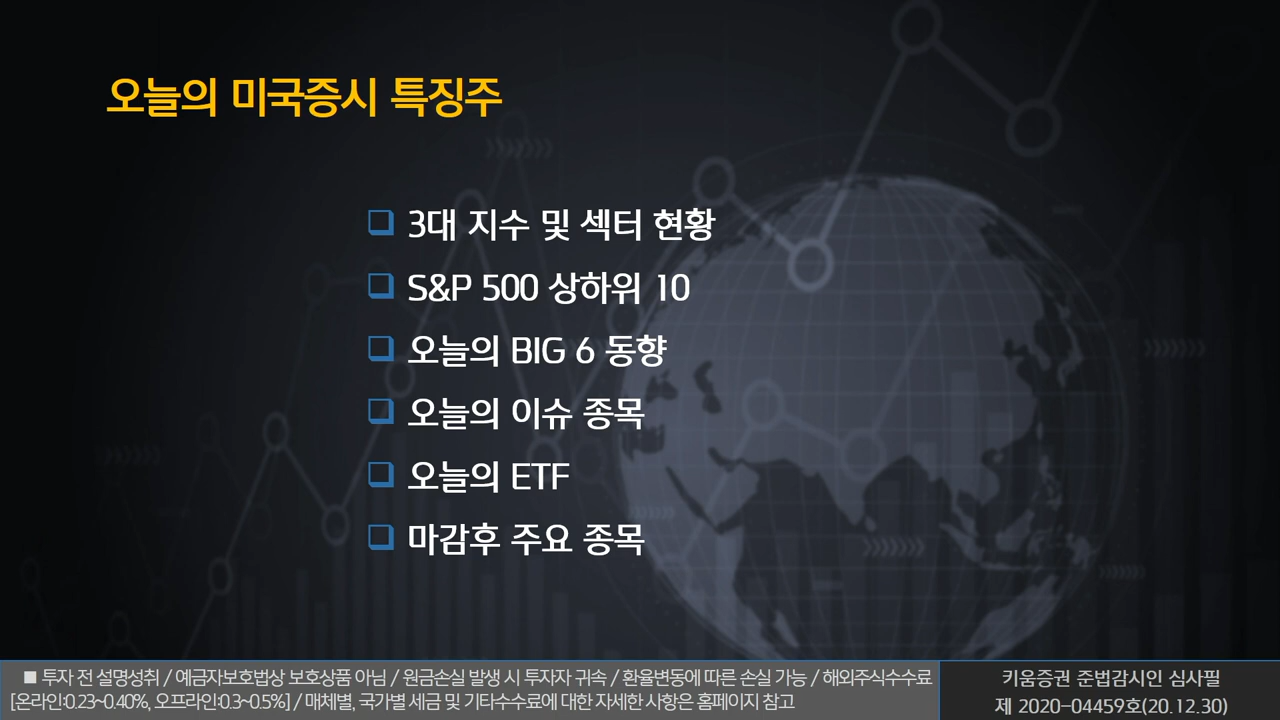 오늘의 미국증시 특징주
❑ 3대 지수 및 섹터 현황
❑ S&P 500 상하위 10
❑ 오늘의 BIG 6 동향
❑ 오늘의 이슈 종목
❑ 오늘의 ETF
❑ 마감후 주요 종목
■ 투자 전 설명성취 / 예금자보호법상 보호상품 아님 / 원금손실 발생 시 투자자 귀속 / 환율변동에 따른 손실 가능 / 해외주식수수료
[온라인:0.23~0.40%, 오프라인:0.3~0.5%] / 매체별, 국가별 세금 및 기타수수료에 대한 자세한 사항은 홈페이지 참고
키움증권 준법감시인 심사필
제 2020-04459호(20.12.30)